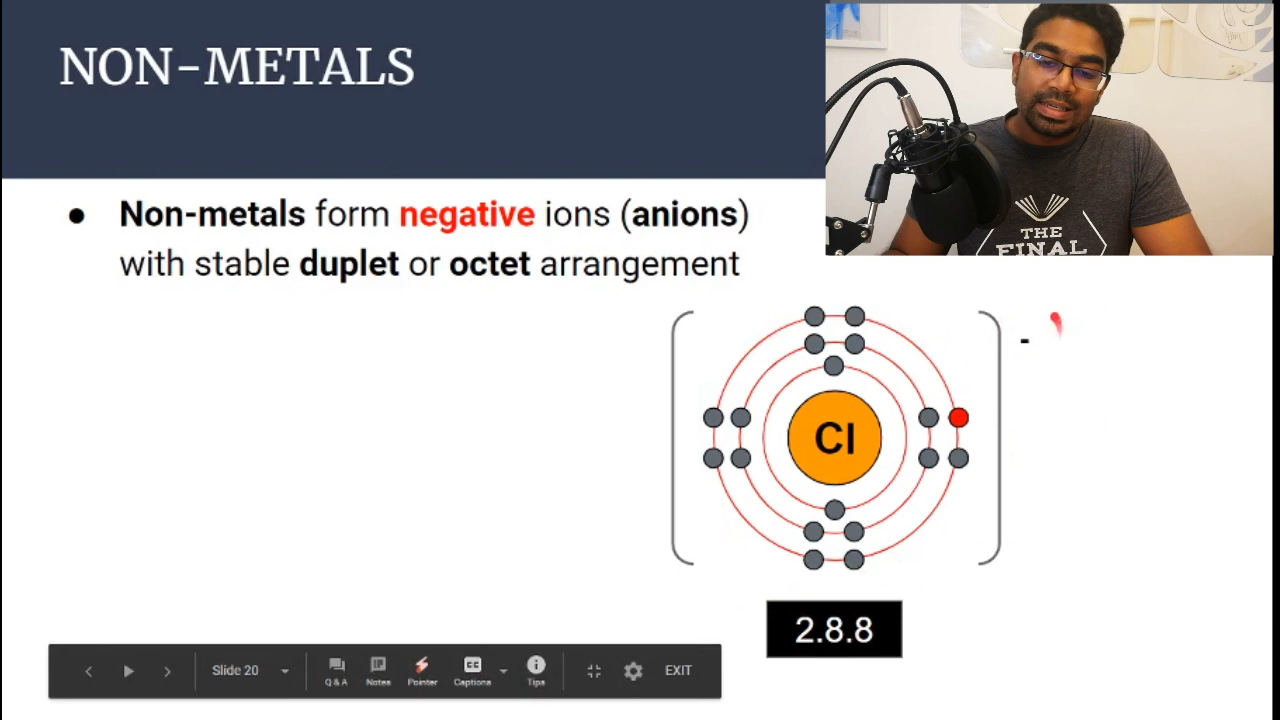 NON-METALS
THE
FINAL
● Non-metals form negative ions (anions)
with stable duplet or octet arrangement
-
Cl
2.8.8
Slide 20
Q & A
Notes
Pointer
CC
Captions
Tips
EXIT